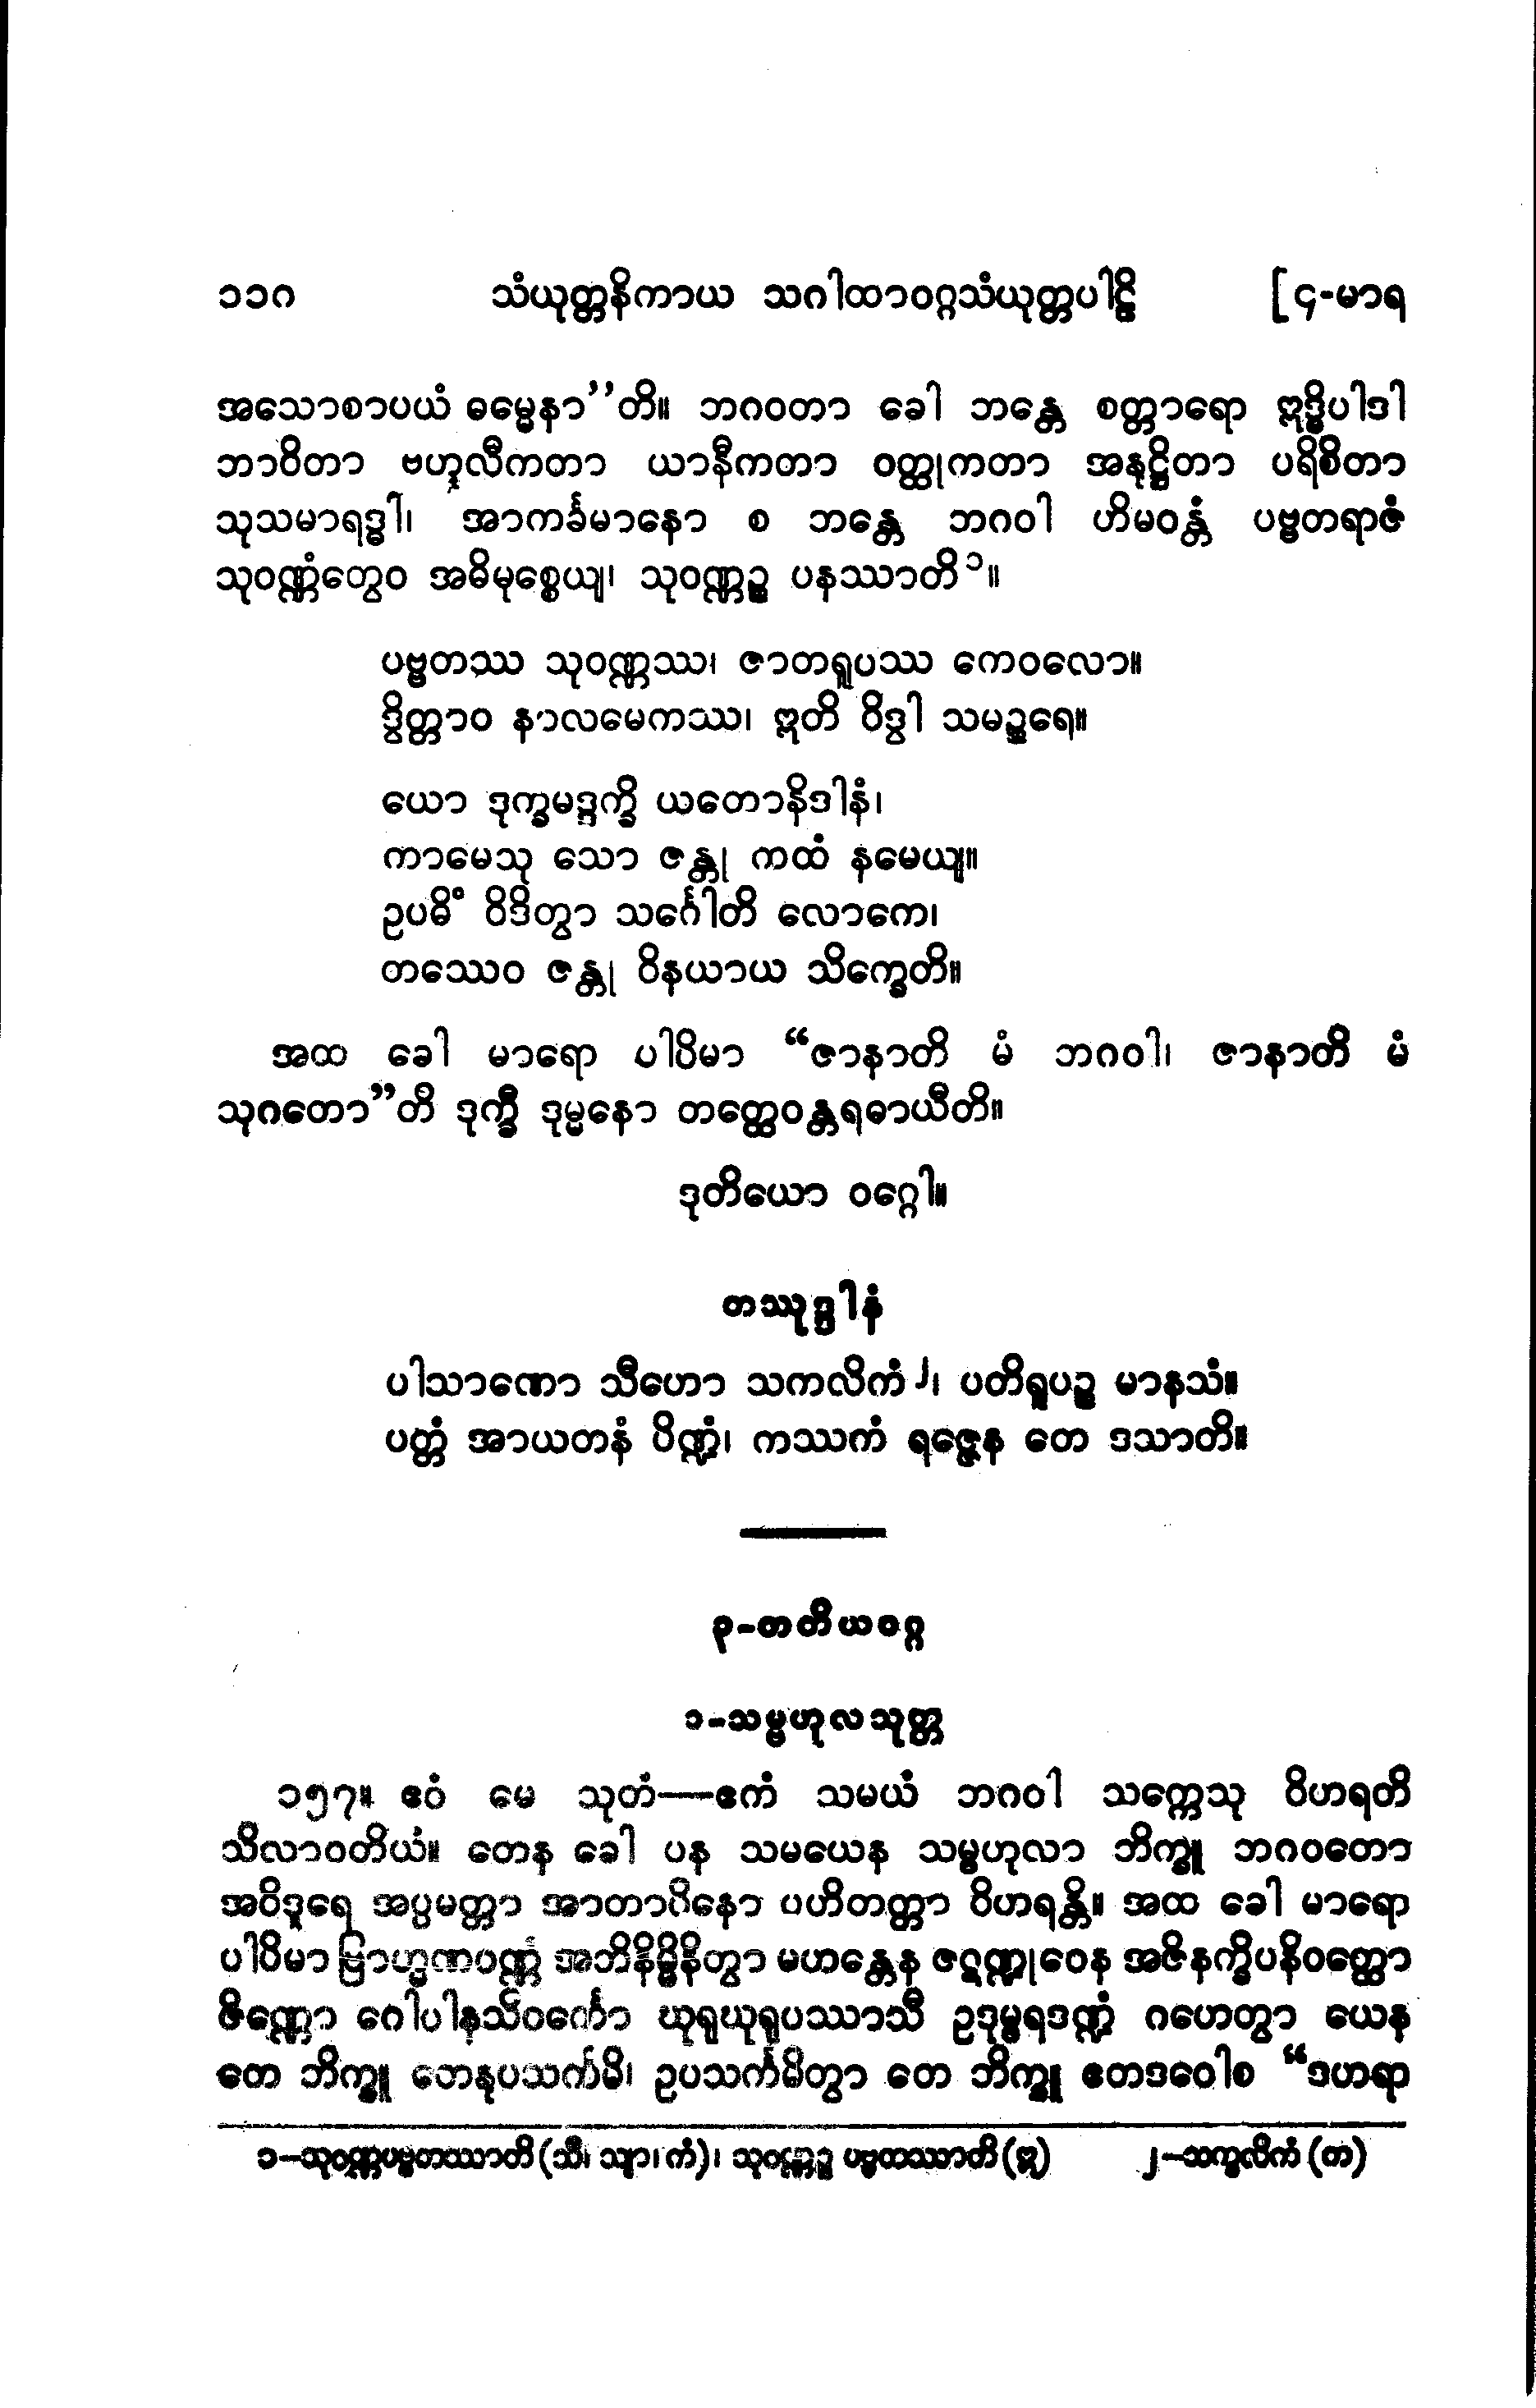 ၁၁ဂ သံယုတ္တနိကာယ သဂါထာဝဂ္ဂသံယုတ္တပါဠိ [၄-မာရ
အသောစာပယံ ဓမ္မေနာ’’တိ။ ဘဂဝတာ ခေါ ဘန္တေ စတ္တာရော ဣဒ္ဓိပါဒါ
ဘာဝိတာ ဗဟုလီကတာ ယာနီကတာ ဝတ္ထုကတာ အနုဋ္ဌိတာ ပရိစိတာ
သုသမာရဒ္ဓါ၊ အာကင်္ခမာနော စ ဘန္တေ ဘဂဝါ ဟိမဝန္တံ ပဗ္ဗတရာဇံ
သုဝဏ္ဏံတွေဝ အဓိမုစ္စေယျ၊ သုဝဏ္ဏဉ္စ ပနဿာတိ၁။
ပဗ္ဗတဿ သုဝဏ္ဏဿ၊ ဇာတရူပဿ ကေဝလော။
ဒွိတ္တာဝ နာလမေကဿ၊ ဣတိ ဝိဒွါ သမဉ္စရေ။
ယော ဒုက္ခမဒ္ဒက္ခိ ယတောနိဒါနံ၊
ကာမေသု သော ဇန္တု ကထံ နမေယျ။
ဥပဓိံ ဝိဒိတွာ သင်္ဂေါတိ လောကေ၊
တဿေဝ ဇန္တု ဝိနယာယ သိက္ခေတိ။
အထ ခေါ မာရော ပါပိမာ “ဇာနာတိ မံ ဘဂဝါ၊ ဇာနာတိ မံ
သုဂတော”တိ ဒုက္ခီ ဒုမ္မနော တတ္ထေဝန္တရဓာယီတိ။
ဒုတိယော ဝဂ္ဂေါ။
တဿုဒ္ဒါနံ
ပါသာဏော သီဟော သကလိကံ၂၊ ပတိရူပဉ္စ မာနသံ။
ပတ္တံ အာယတနံ ပိဏ္ဍံ၊ ကဿကံ ရဇ္ဇေန တေ ဒသာတိ။
၃-တတိယဝဂ္ဂ
၁-သမ္ဗဟုလသုတ္တ
၁၅၇။ ဧဝံ မေ သုတံ—ဧကံ သမယံ ဘဂဝါ သက္ကေသု ဝိဟရတိ
သိလာဝတိယံ။ တေန ခေါ ပန သမယေန သမ္ဗဟုလာ ဘိက္ခူ ဘဂဝတော
အဝိဒူရေ အပ္ပမတ္တာ အာတာပိနော ပဟိတတ္တာ ဝိဟရန္တိ။ အထ ခေါ မာရော
ပါပိမာ ဗြာဟ္မဏဝဏ္ဏံ အဘိနိမ္မိနိတွာ မဟန္တေန ဇဋဏ္ဍုဝေန အဇိနက္ခိပနိဝတ္ထော
ဇိဏ္ဏော ဂေါပါနသိဝင်္ကော ဃုရုဃုရုပဿာသီ ဥဒုမ္ဗရဒဏ္ဍံ ဂဟေတွာ ယေန
တေ ဘိက္ခူ တေနုပသင်္ကမိ၊ ဥပသင်္ကမိတွာ တေ ဘိက္ခူ ဧတဒဝေါစ “ဒဟရာ
၁-သုဝဏ္ဏပဗ္ဗတဿာတိ (သီ၊ သျာ၊ ကံ)၊ သုဝဏ္ဏဉ္စ ပဗ္ဗတဿာတိ (ဣ) ၂-သက္ခလိကံ (က)